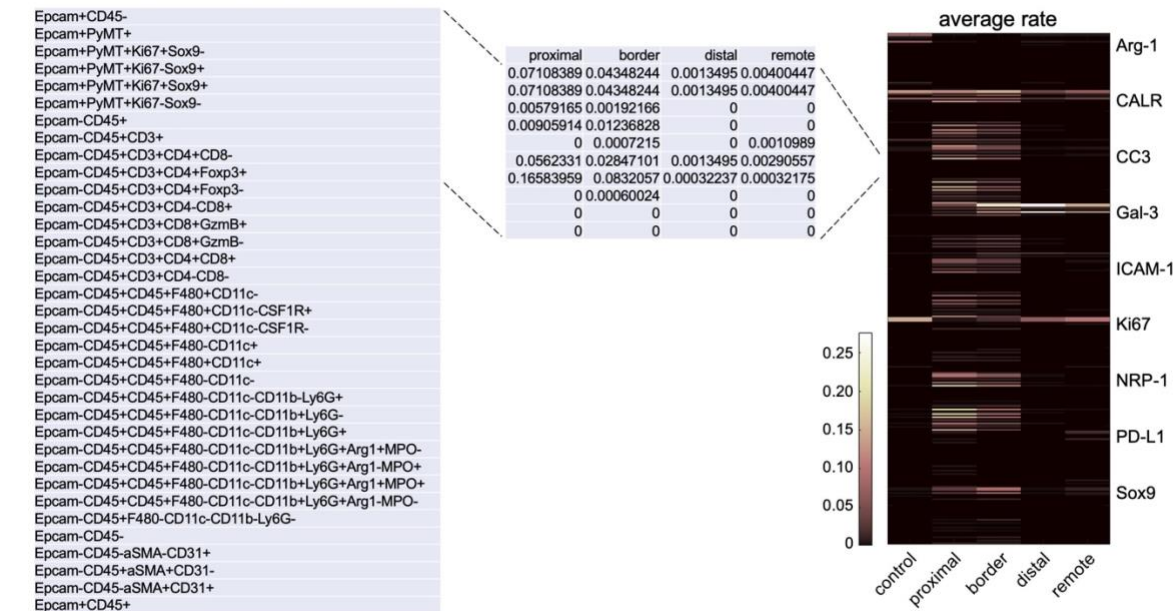 Epcam+CD45-
Epcam+PyMT+
Epcam+PyMT+Ki67+Sox9-
Epcam+PyMT+Ki67-Sox9+
Epcam+PyMT+Ki67+Sox9+
Epcam+PyMT+Ki67-Sox9-
Epcam-CD45+
Epcam-CD45+CD3+
Epcam-CD45+CD3+CD4+CD8-
Epcam-CD45+CD3+CD4+Foxp3+
Epcam-CD45+CD3+CD4+Foxp3-
Epcam-CD45+CD3+CD4-CD8+
Epcam-CD45+CD3+CD8+GzmB+
Epcam-CD45+CD3+CD8+GzmB-
Epcam-CD45+CD3+CD4+CD8+
Epcam-CD45+CD3+CD4-CD8-
Epcam-CD45+CD45+F480+CD11c-
Epcam-CD45+CD45+F480+CD11c-CSF1R+
Epcam-CD45+CD45+F480+CD11c-CSF1R-
Epcam-CD45+CD45+F480-CD11c+
Epcam-CD45+CD45+F480+CD11c+
Epcam-CD45+CD45+F480-CD11c-
Epcam-CD45+CD45+F480-CD11c-CD11b-Ly6G+
Epcam-CD45+CD45+F480-CD11c-CD11b+Ly6G-
Epcam-CD45+CD45+F480-CD11c-CD11b+Ly6G+
Epcam-CD45+CD45+F480-CD11c-CD11b+Ly6G+Arg1+MPO-
Epcam-CD45+CD45+F480-CD11c-CD11b+Ly6G+Arg1-MPO+
Epcam-CD45+CD45+F480-CD11c-CD11b+Ly6G+Arg1+MPO+
Epcam-CD45+CD45+F480-CD11c-CD11b+Ly6G+Arg1-MPO-
Epcam-CD45+F480-CD11c-CD11b-Ly6G-
Epcam-CD45-
Epcam-CD45-aSMA-CD31+
Epcam-CD45+aSMA+CD31-
Epcam-CD45-aSMA+CD31+
Epcam+CD45+
proximal border distal remote
0.07108389 0.04348244 0.0013495 0.00400447
0.07108389 0.04348244 0.0013495 0.00400447
0.00579165 0.00192166 0 0
0.00905914 0.01236828 0 0
0 0.0007215 0 0.0010989
0.0562331 0.02847101 0.0013495 0.00290557
0.16583959 0.0832057 0.00032237 0.00032175
0 0.00060024 0 0
0 0 0 0
0 0 0 0
average rate
Arg-1
CALR
CC3
Gal-3
ICAM-1
Ki67
NRP-1
PD-L1
Sox9
0.25
0.20
0.15
0.10
0.05
0
control proximal border distal remote